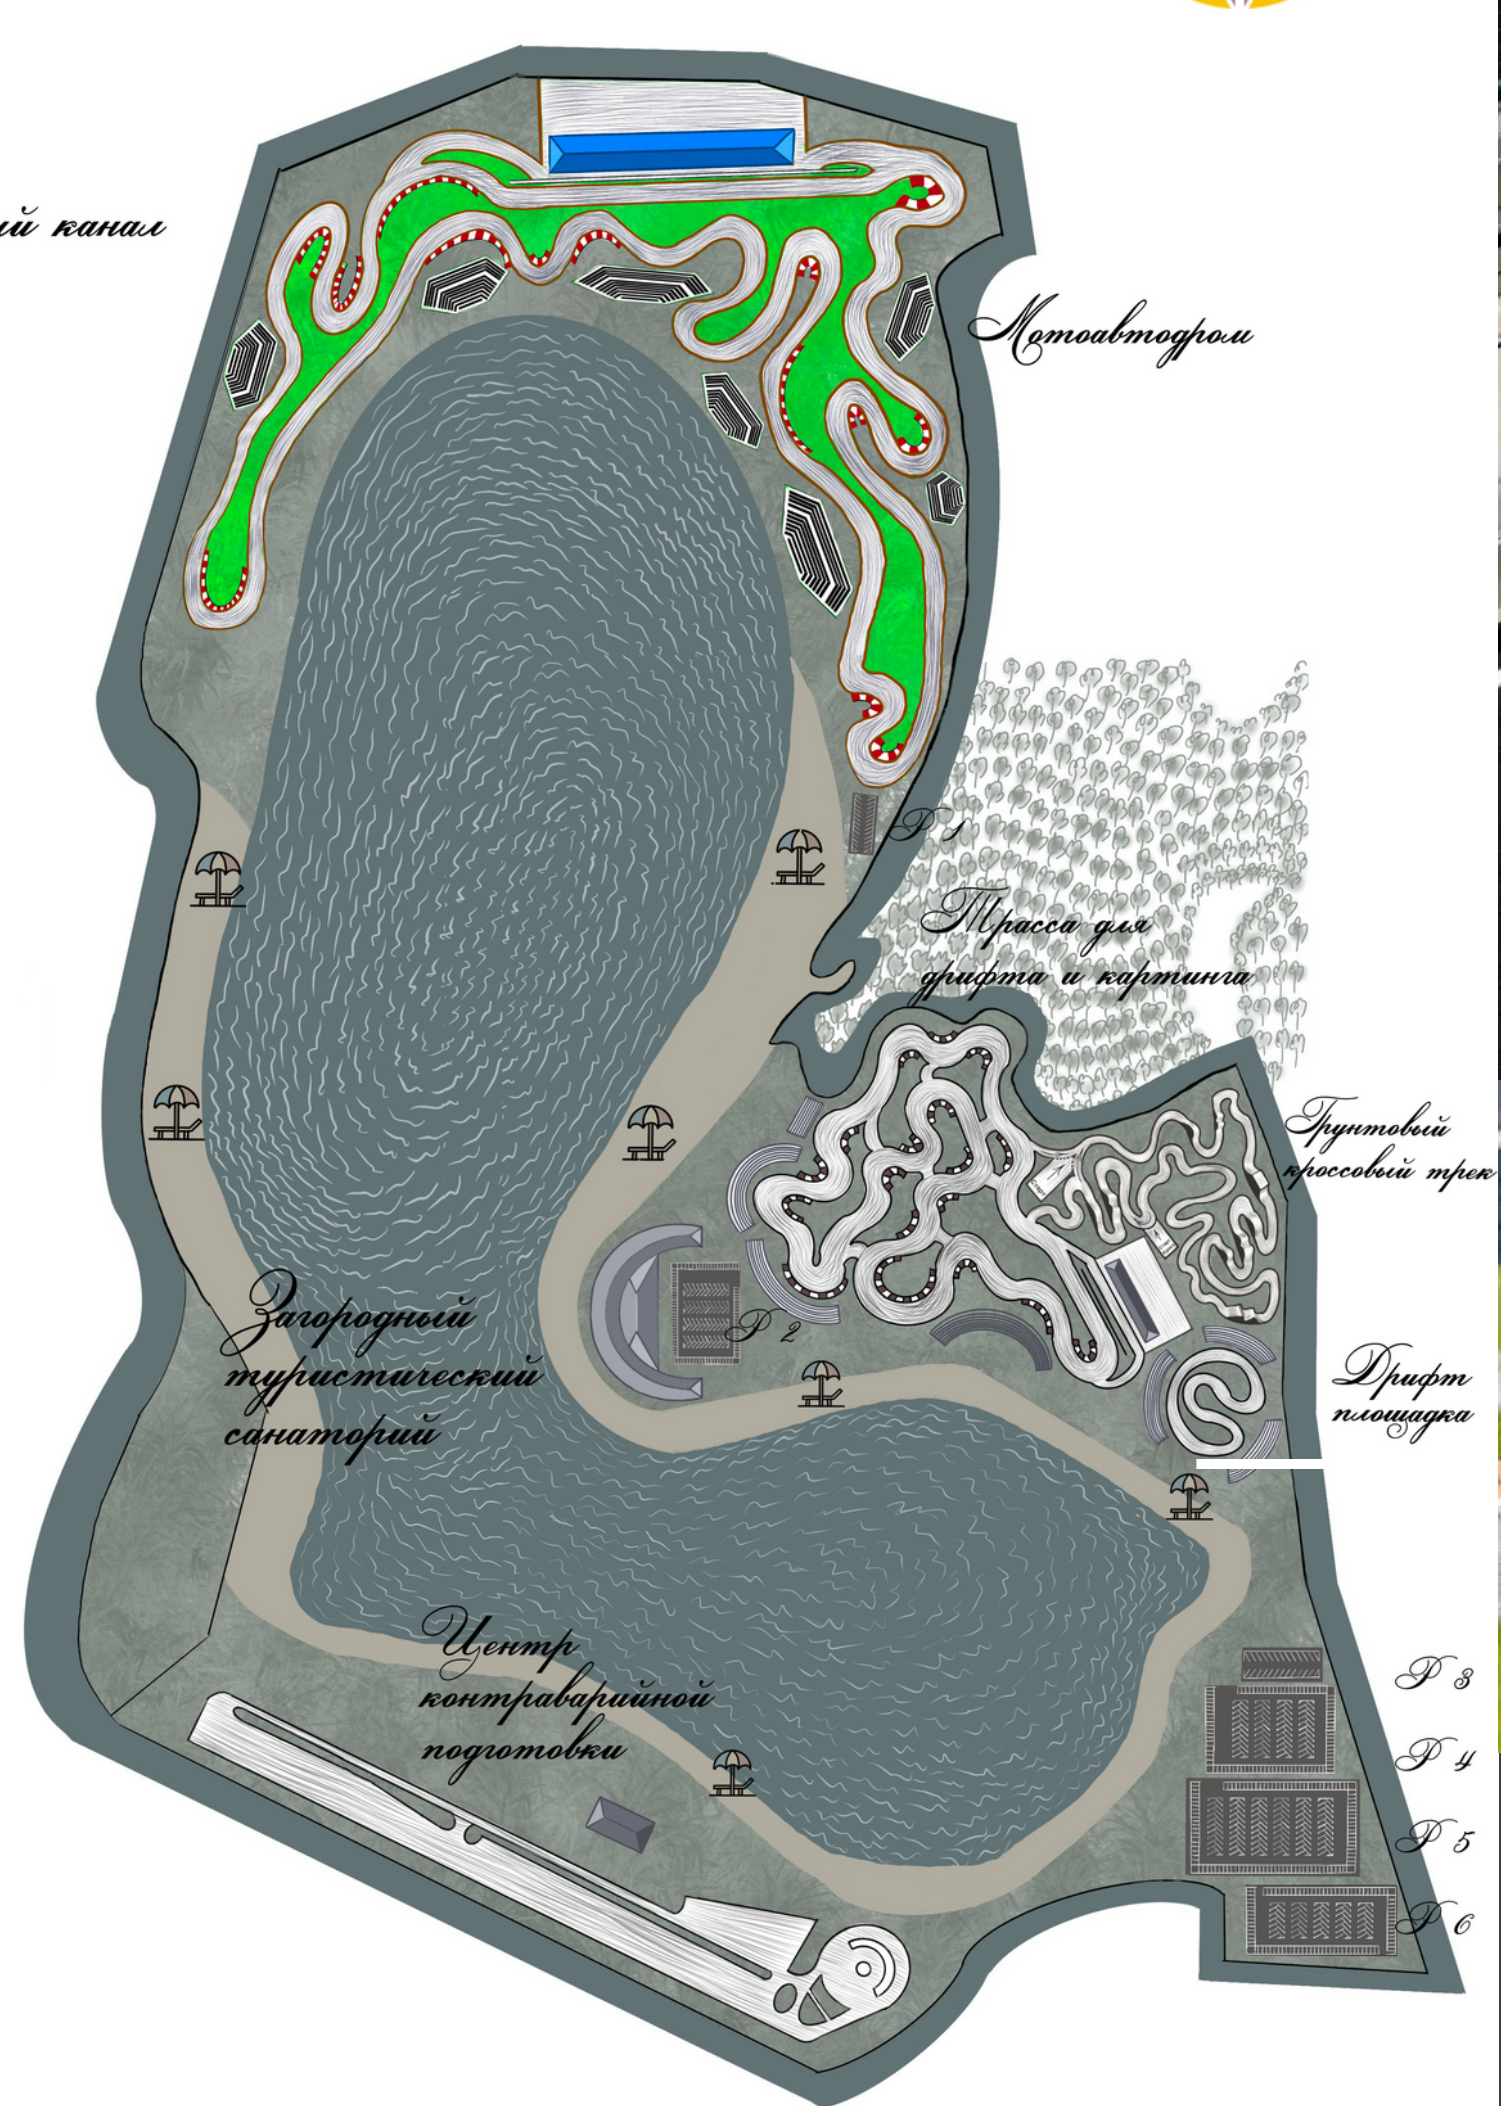 канал
Мотоавтодром
Р 1
Трасса для
дрифта и картинга
Грунтовый
кроссовый трек
Загородный
туристический
санаторий
Р 2
Дрифт
площадка
Центр
контраварийной
подготовки
Р 3
Р 4
Р 5
Р 6